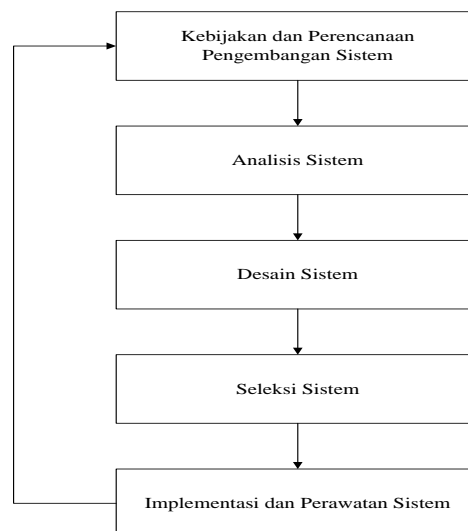 Kebijakan dan Perencanaan
Pengembangan Sistem
Analisis Sistem
Desain Sistem
Seleksi Sistem
Implementasi dan Perawatan Sistem